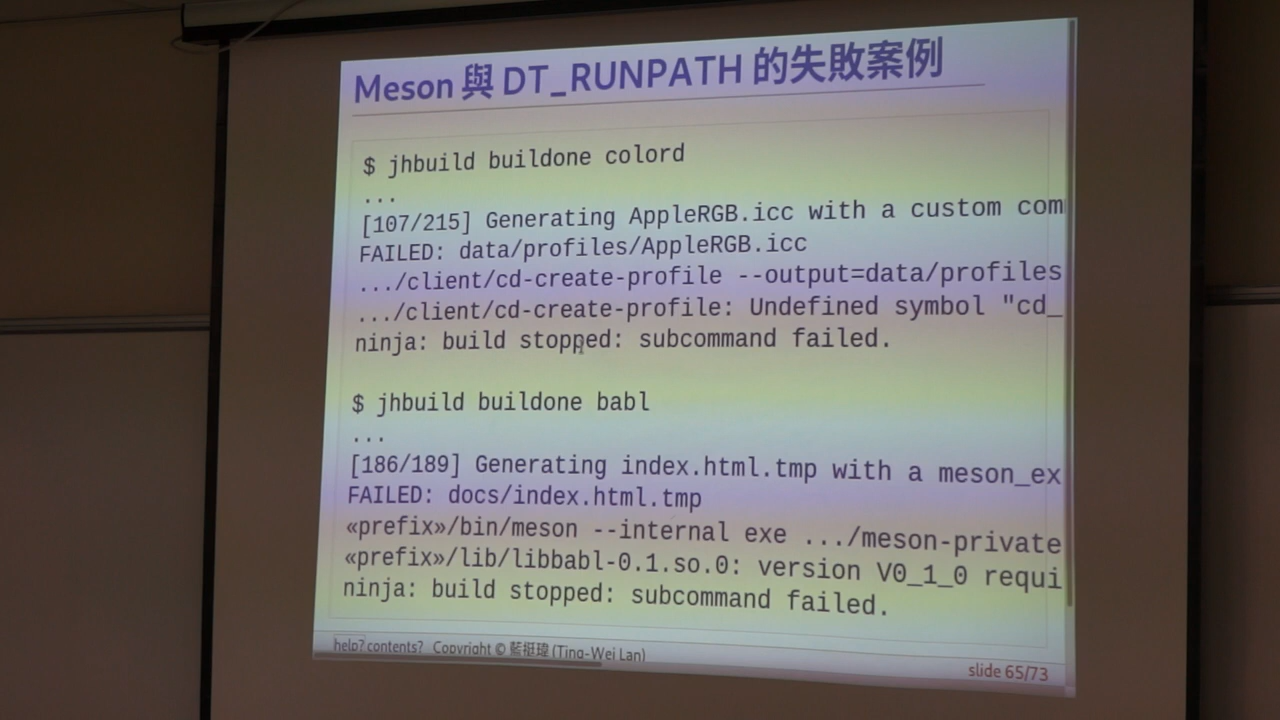 Meson 與 DT_RUNPATH 的失敗案例
$ jhbuild buildone colord
...
[107/215] Generating AppleRGB.icc with a custom com
FAILED: data/profiles/AppleRGB.icc
.../client/cd-create-profile --output=data/profiles
.../client/cd-create-profile: Undefined symbol "cd_
ninja: build stopped: subcommand failed.
$ jhbuild buildone babl
...
[186/189] Generating index.html.tmp with a meson_ex
FAILED: docs/index.html.tmp
«prefix»/bin/meson --internal exe .../meson-private
«prefix»/lib/libbabl-0.1.so.0: version V0_1_0 requi
ninja: build stopped: subcommand failed.
help? contents? Copyright © 藍挺瑋 (Ting-Wei Lan)
slide 65/73